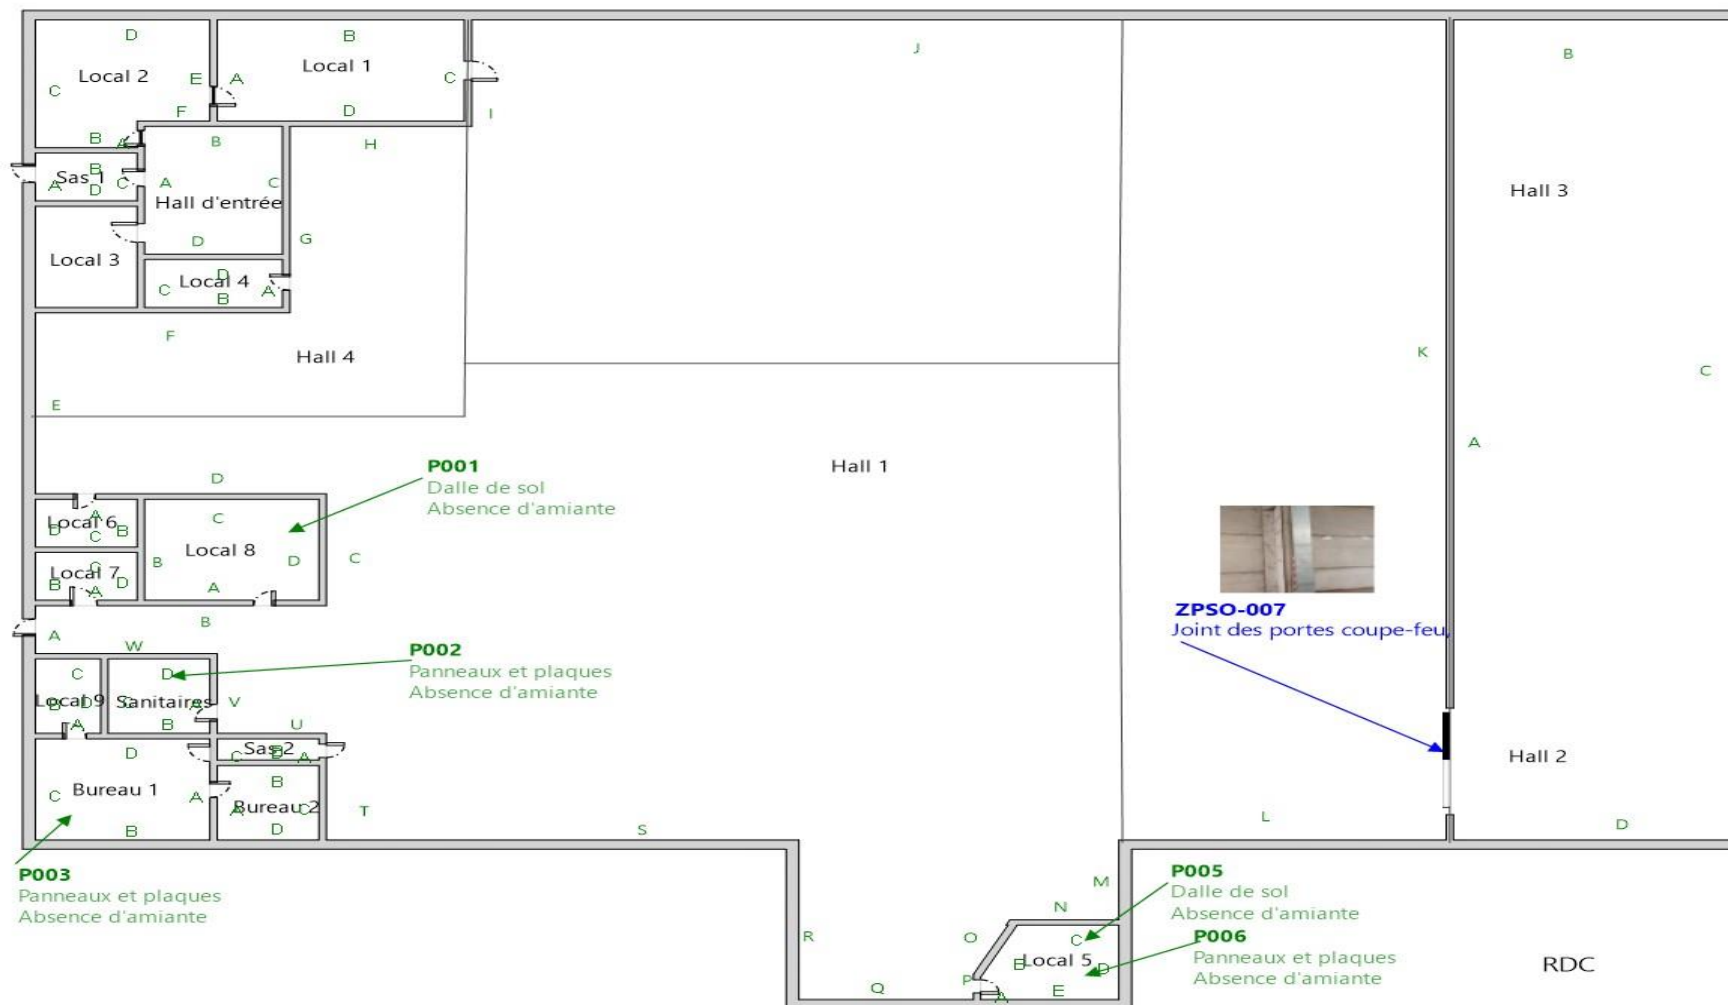 D
B
J
B
Local 2
Local 1
C
E
A
C
F
D
I
B
A
B
H
B
Sas 1
A
D
C
A
C
Hall 3
Hall d'entrée
D
G
Local 3
D
Local 4
C
B
A
F
Hall 4
K
C
E
A
P001
Dalle de sol
Absence d'amiante
Hall 1
D
A
Local 6
D
B
C
C
Local 8
B
D
C
A
C
Local 7
B
D
A
ZPSO-007
Joint des portes coupe-feu
B
A
W
P002
Panneaux et plaques
Absence d'amiante
C
D
Local 9
B
D
A
Sanitaires
C
A
B
V
U
D
Sas 2
C
B
A
Hall 2
Bureau 1
C
A
B
B
Bureau 2
A
C
D
T
S
L
D
P003
Panneaux et plaques
Absence d'amiante
M
N
P005
Dalle de sol
Absence d'amiante
R
O
C
P006
Panneaux et plaques
Absence d'amiante
B
Local 5
D
P
A
E
Q
RDC